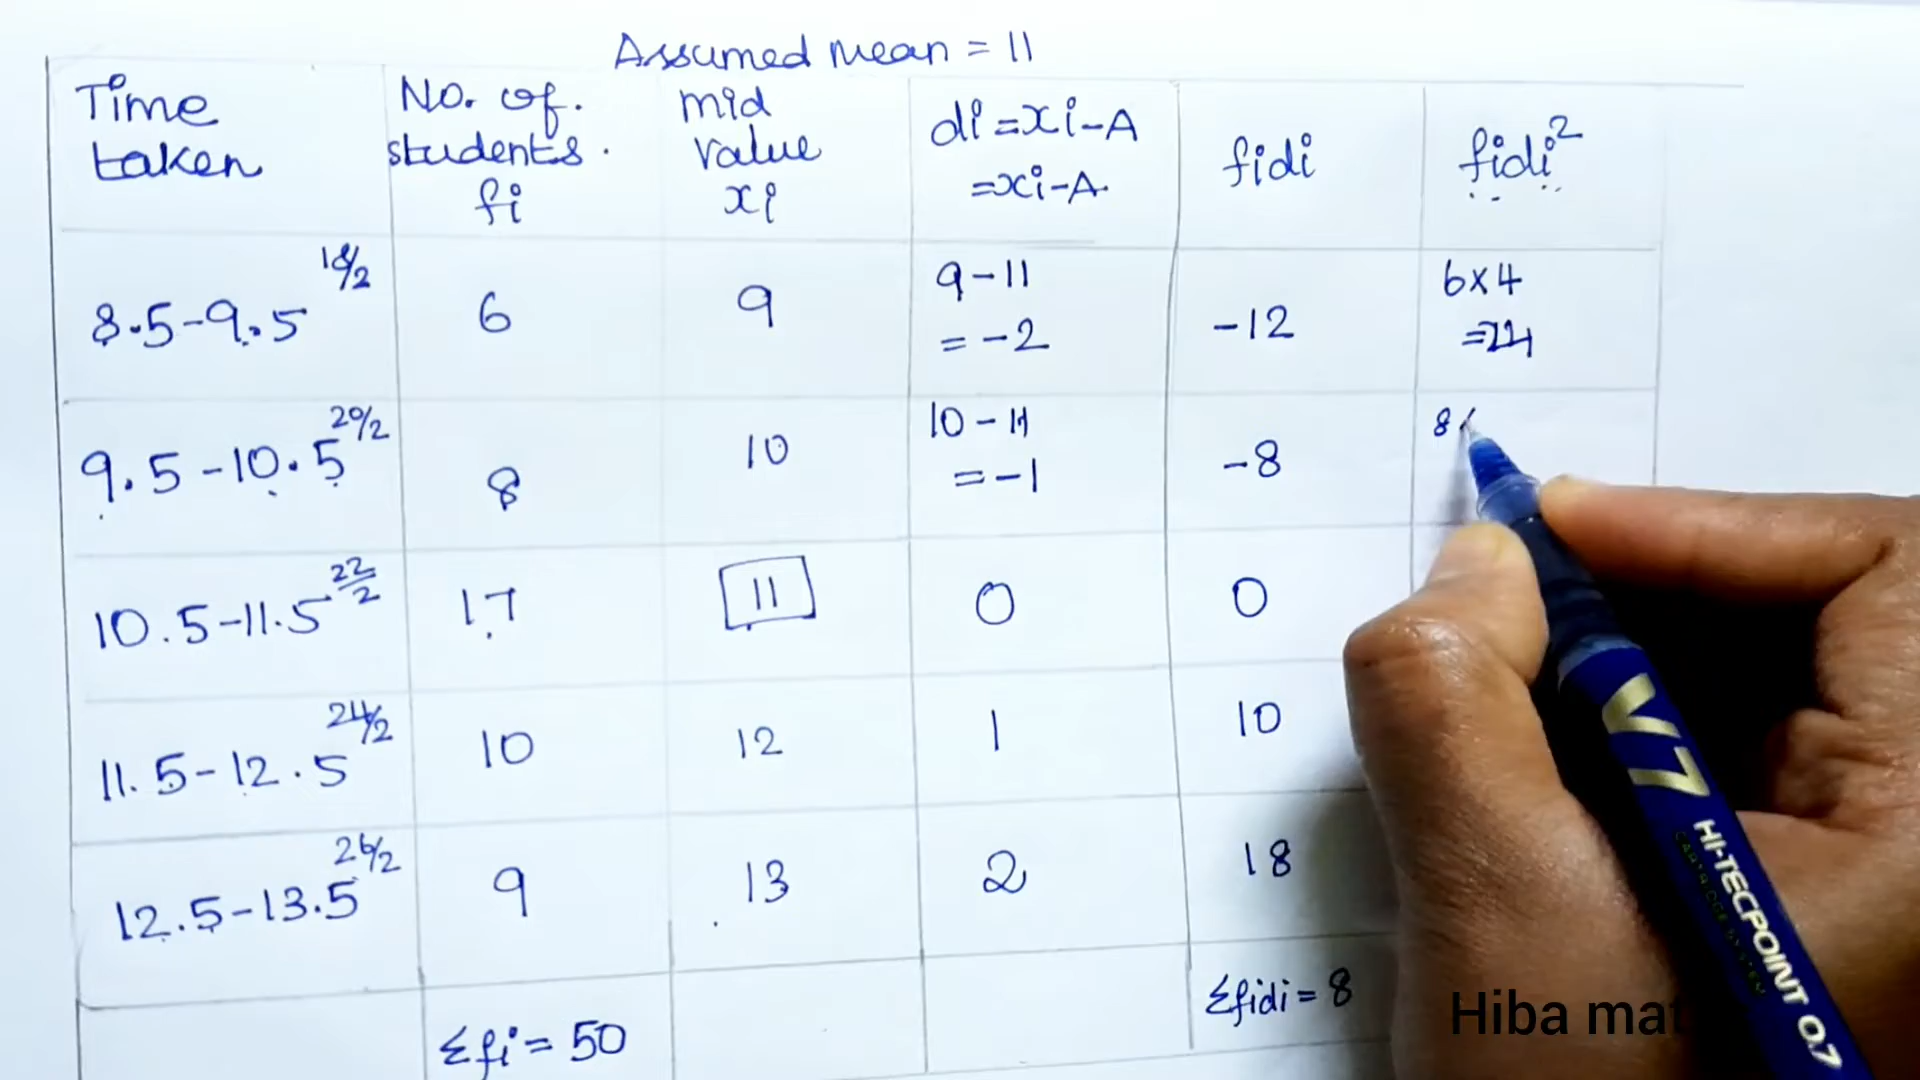 Assumed mean = 11
Time taken
No. of. students. fi
mid value xi
di = xi - A
= xi - A.
fidi
fidi²
8.5-9.5 18/2
6
9
9-11
= -2
-12
6x4
=24
9.5-10.5 20/2
8
10
10-11
= -1
-8
8
10.5-11.5 22/2
17
11
0
0
11.5-12.5 24/2
10
12
1
10
12.5-13.5 26/2
9
13
2
18
Σfi = 50
Σfidi = 8
V7
HI-TECPOINT 0.7
CARTRIDGE SYSTEM
Hiba mat